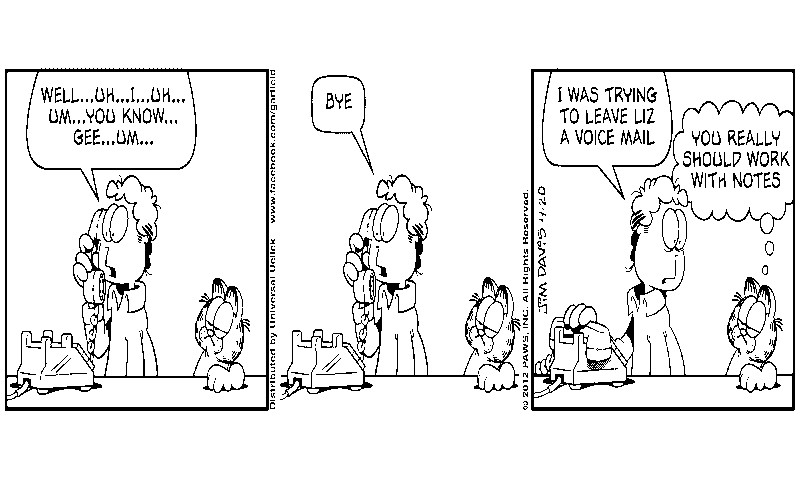 WELL...UH...I...UH...
UM...YOU KNOW...
GEE...UM...
www.facebook.com/garfield
Distributed by Universal Uclick
BYE
© 2012 PAWS, INC. All Rights Reserved.
JIM DAVIS 4·20
I WAS TRYING
TO LEAVE LIZ
A VOICE MAIL
YOU REALLY
SHOULD WORK
WITH NOTES